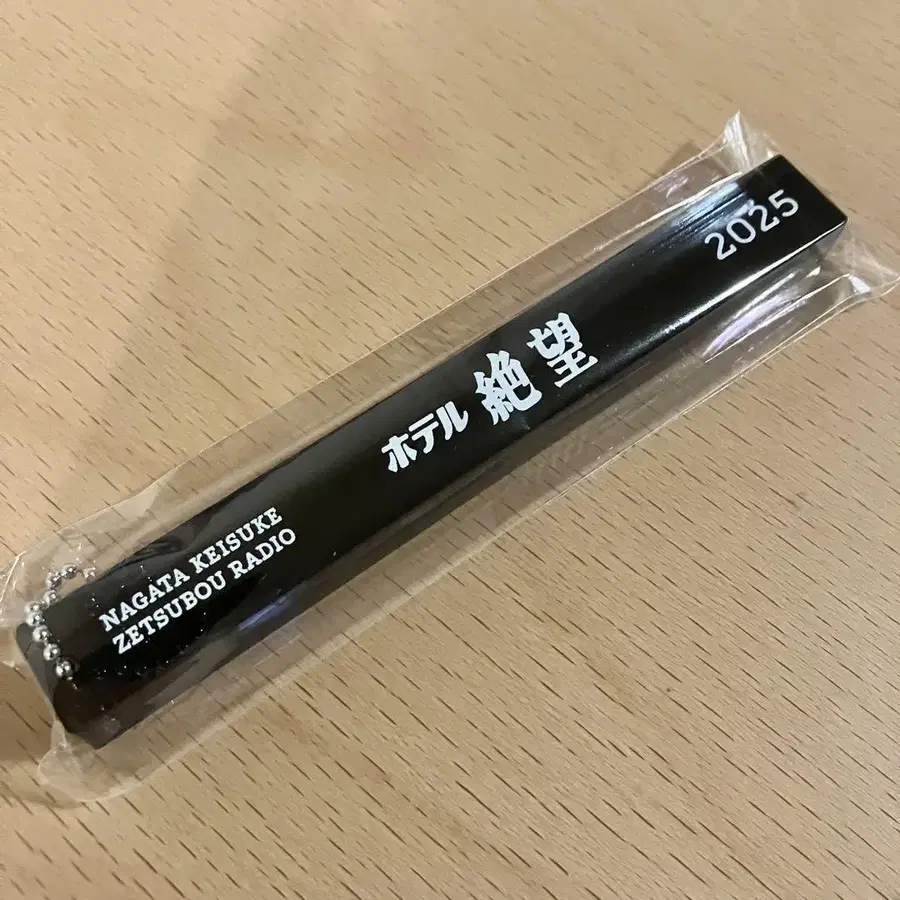 2025
ホテル 絶望
NAGATA KEISUKE
ZETSUBOU RADIO